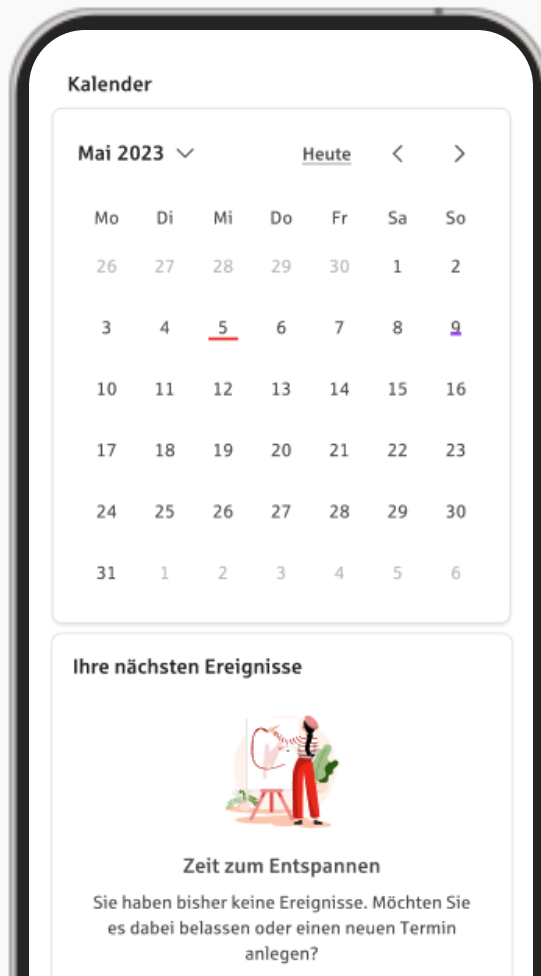 Kalender
Mai 2023 Heute
Mo Di Mi Do Fr Sa So
26 27 28 29 30 1 2
3 4 5 6 7 8 9
10 11 12 13 14 15 16
17 18 19 20 21 22 23
24 25 26 27 28 29 30
31 1 2 3 4 5 6
Ihre nächsten Ereignisse
Zeit zum Entspannen
Sie haben bisher keine Ereignisse. Möchten Sie
es dabei belassen oder einen neuen Termin
anlegen?